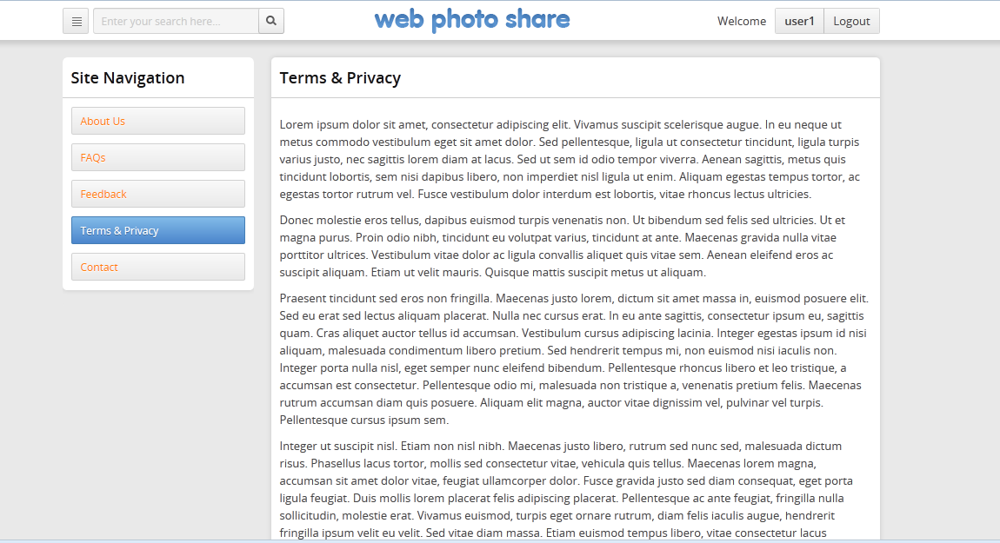 Enter your search here...
web photo share
Welcome user1 Logout
Site Navigation
About Us
FAQs
Feedback
Terms & Privacy
Contact
Terms & Privacy
Lorem ipsum dolor sit amet, consectetur adipiscing elit. Vivamus suscipit scelerisque augue. In eu neque ut
metus commodo vestibulum eget sit amet dolor. Sed pellentesque, ligula ut consectetur tincidunt, ligula turpis
varius justo, nec sagittis lorem diam at lacus. Sed ut sem id odio tempor viverra. Aenean sagittis, metus quis
tincidunt lobortis, sem nisi dapibus libero, non imperdiet nisl ligula ut enim. Aliquam egestas tempus tortor, ac
egestas tortor rutrum vel. Fusce vestibulum dolor interdum est lobortis, vitae rhoncus lectus ultricies.
Donec molestie eros tellus, dapibus euismod turpis venenatis non. Ut bibendum sed felis sed ultricies. Ut et
magna purus. Proin odio nibh, tincidunt eu volutpat varius, tincidunt at ante. Maecenas gravida nulla vitae
porttitor ultrices. Vestibulum vitae dolor ac ligula convallis aliquet quis vitae sem. Aenean eleifend eros ac
suscipit aliquam. Etiam ut velit mauris. Quisque mattis suscipit metus ut aliquam.
Praesent tincidunt sed eros non fringilla. Maecenas justo lorem, dictum sit amet massa in, euismod posuere elit.
Sed eu erat sed lectus aliquam placerat. Nulla nec cursus erat. In eu ante sagittis, consectetur ipsum eu, sagittis
quam. Cras aliquet auctor tellus id accumsan. Vestibulum cursus adipiscing lacinia. Integer egestas ipsum id nisi
aliquam, malesuada condimentum libero pretium. Sed hendrerit tempus mi, non euismod nisi iaculis non.
Integer porta nulla nisl, eget semper nunc eleifend bibendum. Pellentesque rhoncus libero et leo tristique, a
accumsan est consectetur. Pellentesque odio mi, malesuada non tristique a, venenatis pretium felis. Maecenas
rutrum accumsan diam quis posuere. Aliquam elit magna, auctor vitae dignissim vel, pulvinar vel turpis.
Pellentesque cursus ipsum sem.
Integer ut suscipit nisl. Etiam non nisl nibh. Maecenas justo libero, rutrum sed nunc sed, malesuada dictum
risus. Phasellus lacus tortor, mollis sed consectetur vitae, vehicula quis tellus. Maecenas lorem magna,
accumsan sit amet dolor vitae, feugiat ullamcorper dolor. Fusce gravida justo sed diam consequat, eget porta
ligula feugiat. Duis mollis lorem placerat felis adipiscing placerat. Pellentesque ac ante feugiat, fringilla nulla
sollicitudin, molestie erat. Vivamus euismod, turpis eget ornare rutrum, diam felis iaculis augue, hendrerit
fringilla ipsum velit eu velit. Sed vitae diam massa. Etiam euismod tempus libero, vitae consectetur lacus